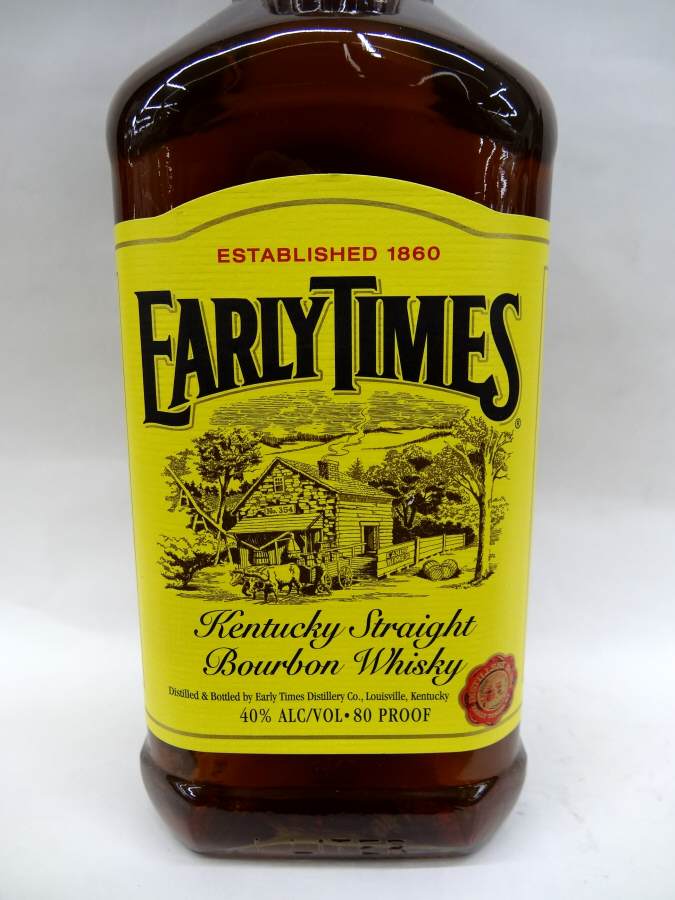 ESTABLISHED 1860
EARLY TIMES
®
No. 354
Kentucky Straight
Bourbon Whisky
Distilled & Bottled by Early Times Distillery Co., Louisville, Kentucky
40% ALC/VOL • 80 PROOF